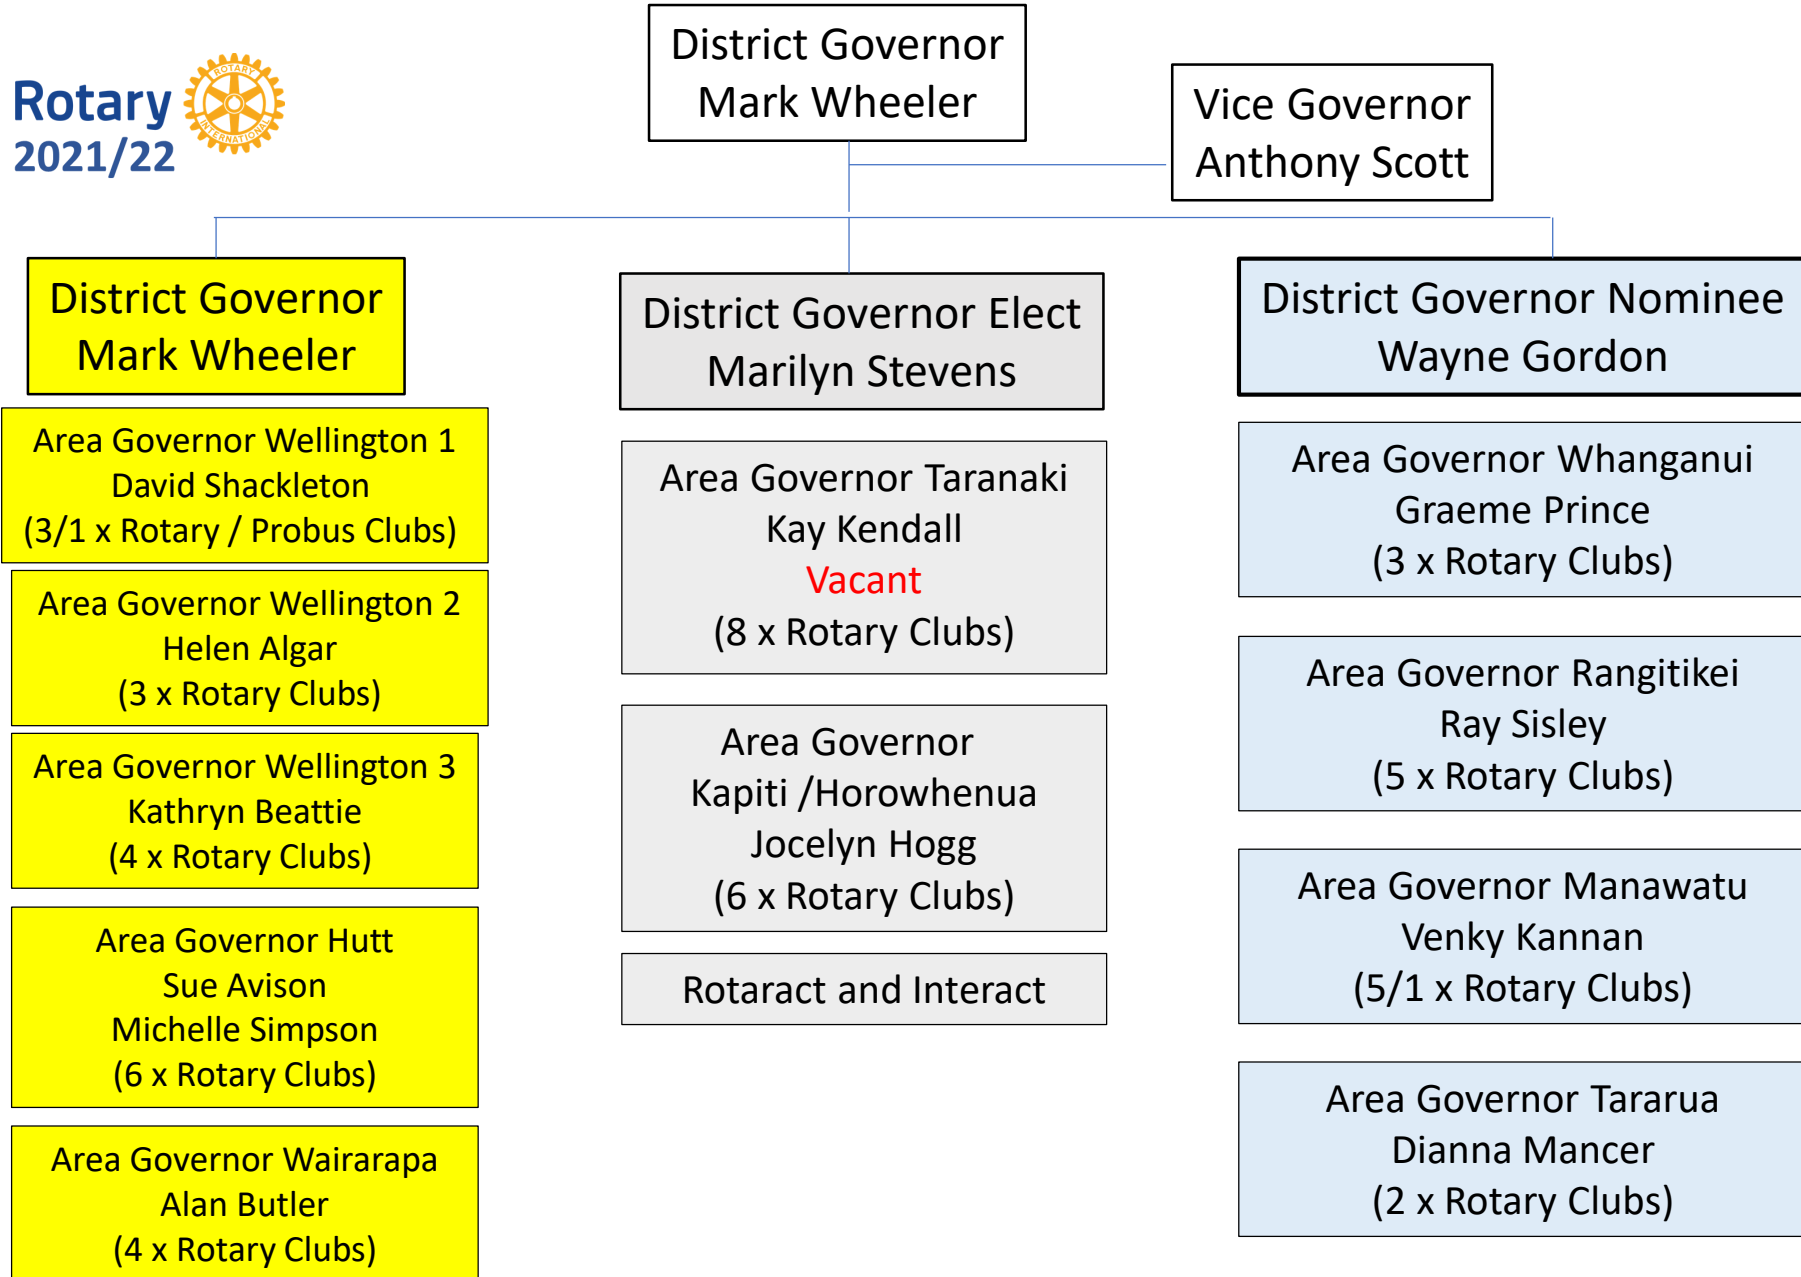 District Governor
Mark Wheeler
Rotary
ROTARY
INTERNATIONAL
2021/22
Vice Governor
Anthony Scott
District Governor
Mark Wheeler
Area Governor Wellington 1
David Shackleton
(3/1 x Rotary / Probus Clubs)
Area Governor Wellington 2
Helen Algar
(3 x Rotary Clubs)
Area Governor Wellington 3
Kathryn Beattie
(4 x Rotary Clubs)
Area Governor Hutt
Sue Avison
Michelle Simpson
(6 x Rotary Clubs)
Area Governor Wairarapa
Alan Butler
(4 x Rotary Clubs)
District Governor Elect
Marilyn Stevens
Area Governor Taranaki
Kay Kendall
Vacant
(8 x Rotary Clubs)
Area Governor
Kapiti /Horowhenua
Jocelyn Hogg
(6 x Rotary Clubs)
Rotaract and Interact
District Governor Nominee
Wayne Gordon
Area Governor Whanganui
Graeme Prince
(3 x Rotary Clubs)
Area Governor Rangitikei
Ray Sisley
(5 x Rotary Clubs)
Area Governor Manawatu
Venky Kannan
(5/1 x Rotary Clubs)
Area Governor Tararua
Dianna Mancer
(2 x Rotary Clubs)